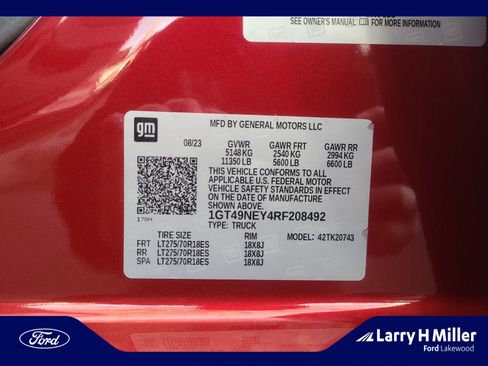 SEE OWNER'S MANUAL FOR MORE INFORMATION
gm
MFD BY GENERAL MOTORS LLC
08/23 GVWR GAWR FRT GAWR RR
5148 KG 2540 KG 2994 KG
11350 LB 5600 LB 6600 LB
THIS VEHICLE CONFORMS TO ALL
APPLICABLE U.S. FEDERAL MOTOR
VEHICLE SAFETY STANDARDS IN EFFECT
ON THE DATE OF MANUFACTURE
SHOWN ABOVE.
1GT49NEY4RF208492
TYPE: TRUCK MODEL: 42TK20743
170H
TIRE SIZE RIM
FRT LT275/70R18ES 18X8J
RR LT275/70R18ES 18X8J
SPA LT275/70R18ES 18X8J
Ford
Larry H Miller
Ford Lakewood